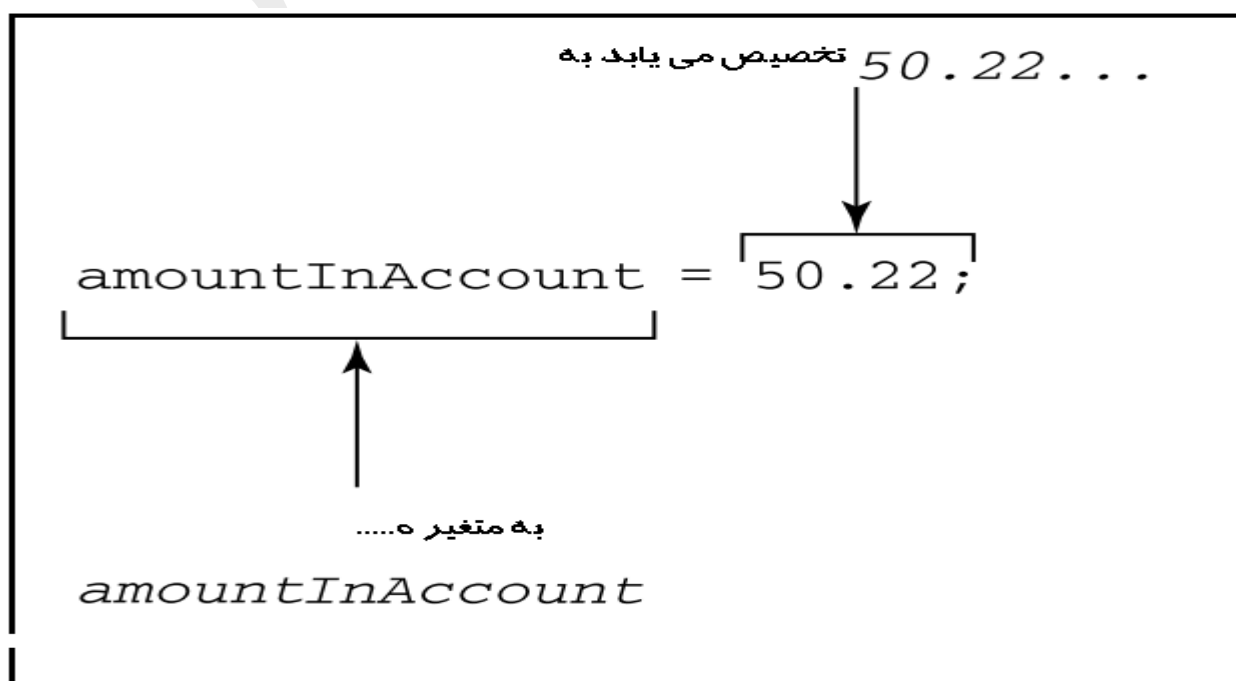 تخصیص می یابد به 50.22...
amountInAccount = 50.22;
به متغیر ه.....
amountInAccount